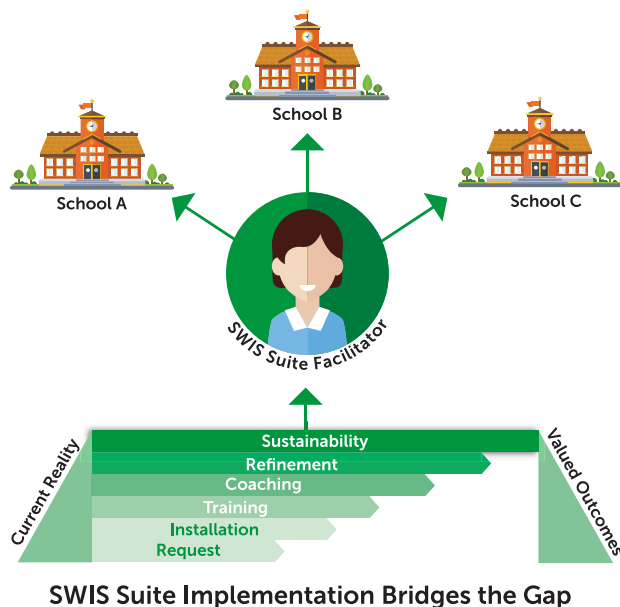 School B
School A
School C
SWIS Suite Facilitator
Current Reality
Sustainability
Refinement
Coaching
Training
Installation
Request
Valued Outcomes
SWIS Suite Implementation Bridges the Gap